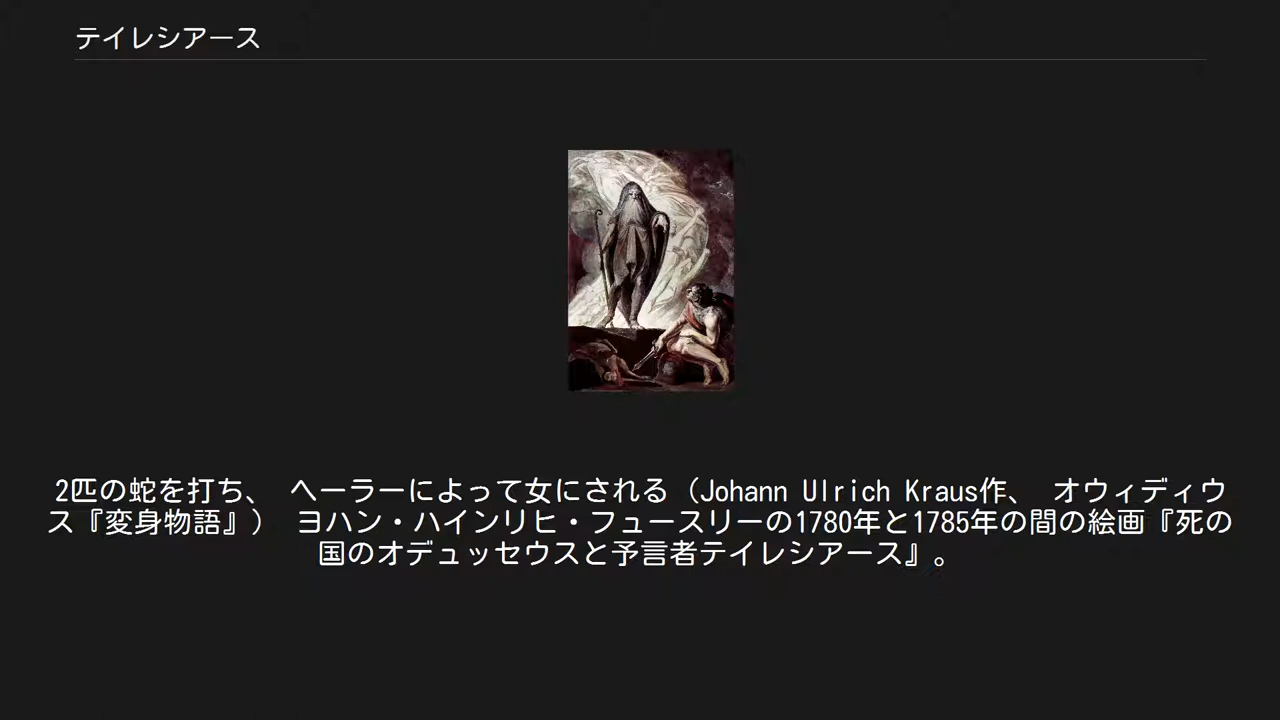 テイレシアース
2匹の蛇を打ち、 ヘーラーによって女にされる（Johann Ulrich Kraus作、 オウィディウ
ス『変身物語』） ヨハン・ハインリヒ・フュースリーの1780年と1785年の間の絵画『死の
国のオデュッセウスと予言者テイレシアース』。